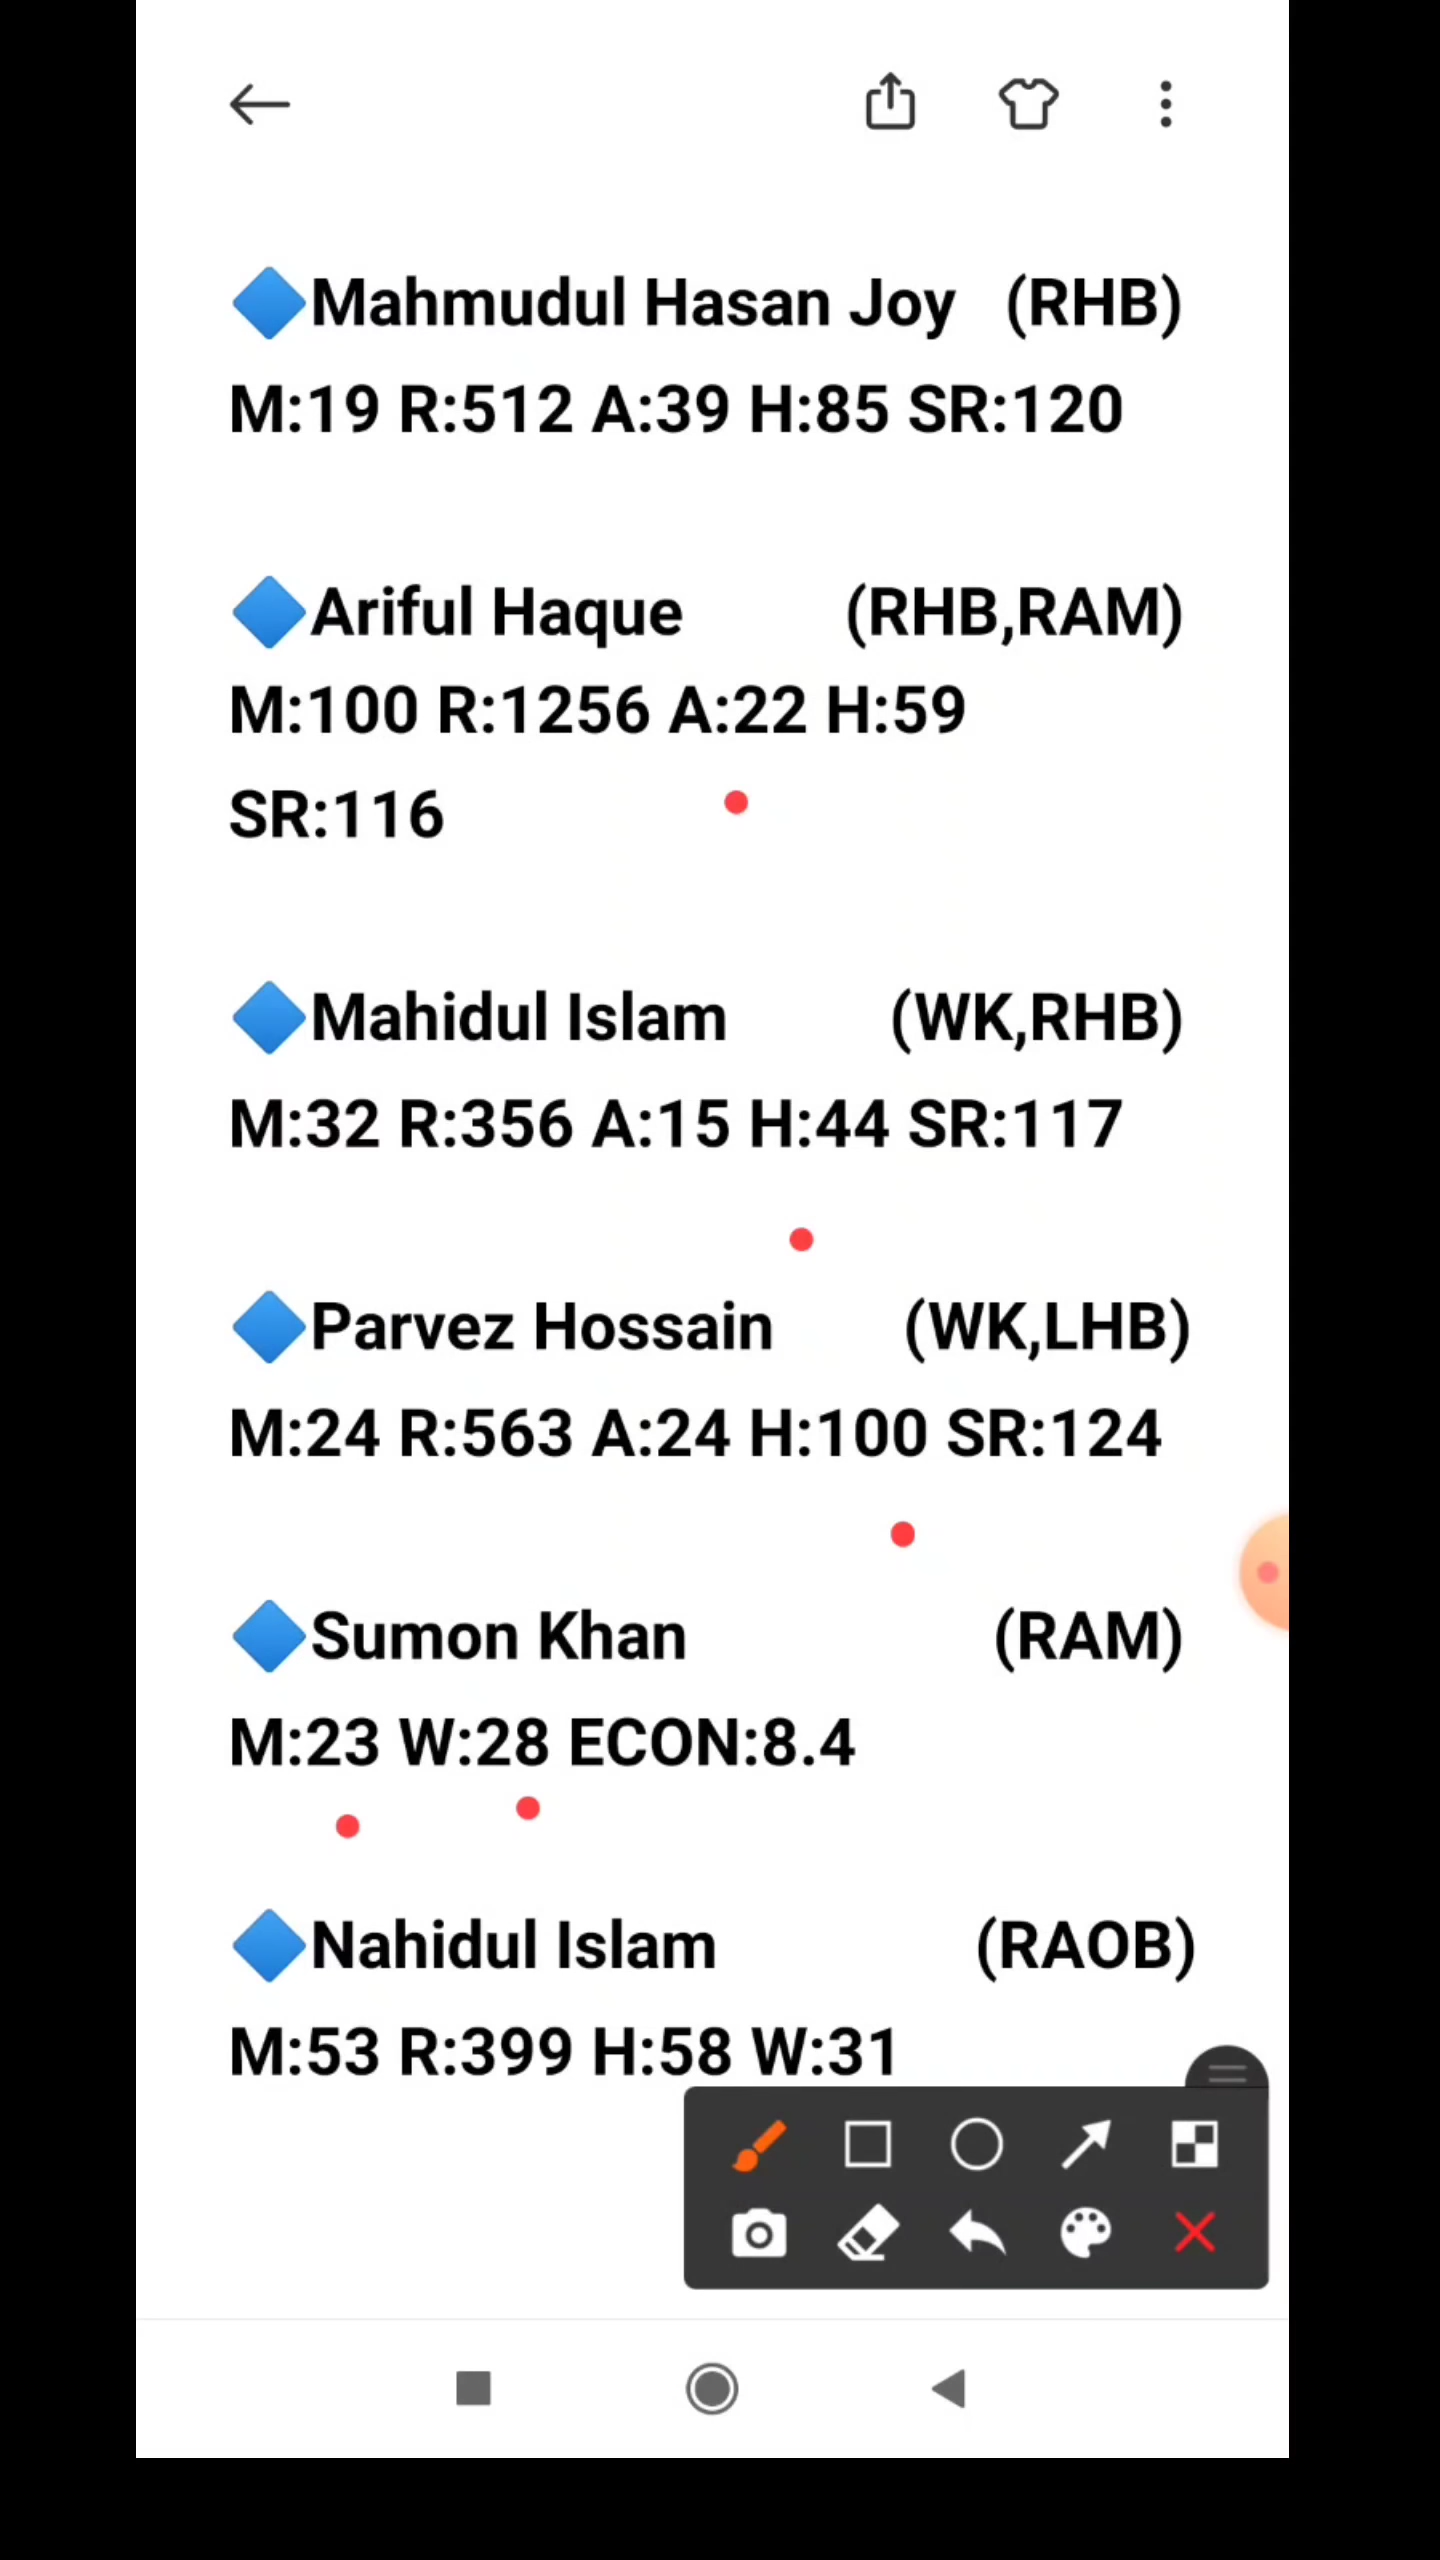 🔷Mahmudul Hasan Joy (RHB)
M:19 R:512 A:39 H:85 SR:120
🔷Ariful Haque (RHB,RAM)
M:100 R:1256 A:22 H:59
SR:116
🔷Mahidul Islam (WK,RHB)
M:32 R:356 A:15 H:44 SR:117
🔷Parvez Hossain (WK,LHB)
M:24 R:563 A:24 H:100 SR:124
🔷Sumon Khan (RAM)
M:23 W:28 ECON:8.4
🔷Nahidul Islam (RAOB)
M:53 R:399 H:58 W:31